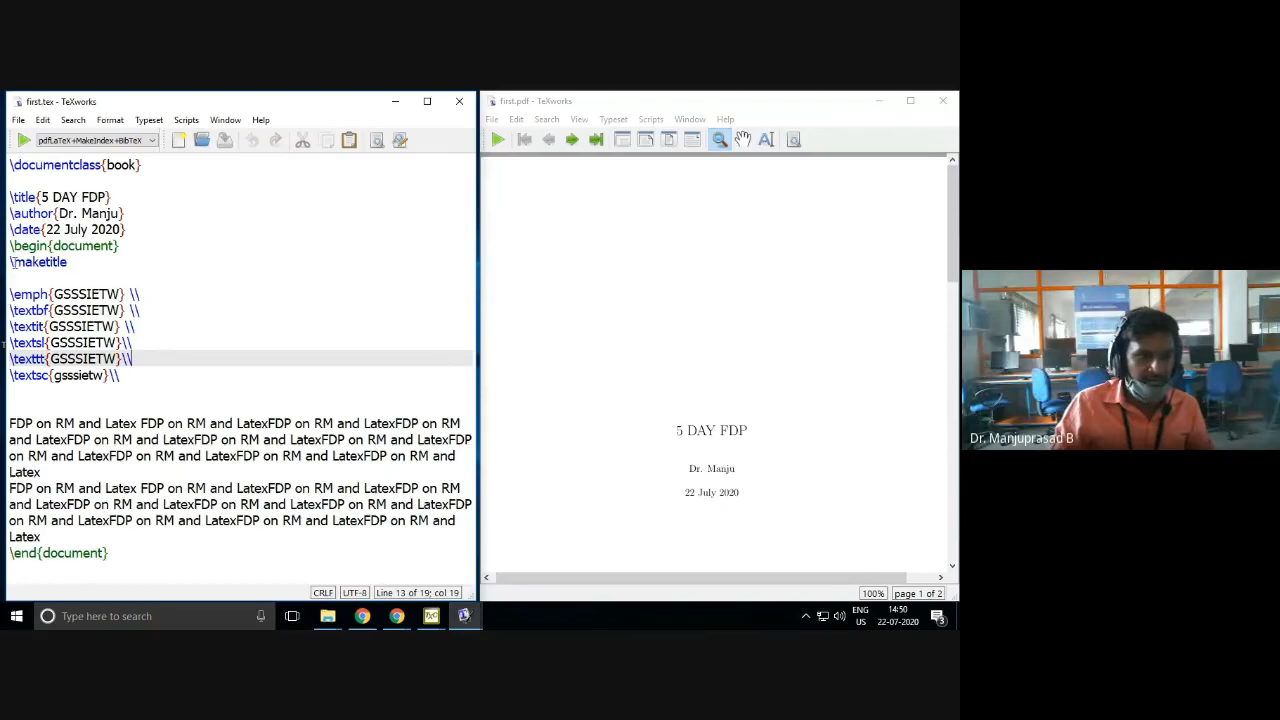 first.tex - TeXworks
File Edit Search Format Typeset Scripts Window Help
pdfLaTeX+MakeIndex+BibTeX
\documentclass{book}
\title{5 DAY FDP}
\author{Dr. Manju}
\date{22 July 2020}
\begin{document}
\maketitle
\emph{GSSSIETW} \\
\textbf{GSSSIETW} \\
\textit{GSSSIETW} \\
\textsl{GSSSIETW}\\
\texttt{GSSSIETW}\\
\textsc{gsssietw}\\
FDP on RM and Latex FDP on RM and LatexFDP on RM and LatexFDP on RM
and LatexFDP on RM and LatexFDP on RM and LatexFDP on RM and LatexFDP
on RM and LatexFDP on RM and LatexFDP on RM and LatexFDP on RM and
Latex
FDP on RM and Latex FDP on RM and LatexFDP on RM and LatexFDP on RM
and LatexFDP on RM and LatexFDP on RM and LatexFDP on RM and LatexFDP
on RM and LatexFDP on RM and LatexFDP on RM and LatexFDP on RM and
Latex
\end{document}
CRLF UTF-8 Line 13 of 19; col 19
first.pdf - TeXworks
File Edit Search View Typeset Scripts Window Help
5 DAY FDP
Dr. Manju
22 July 2020
100% page 1 of 2
Dr. Manjuprasad B
Type here to search
ENG
US
14:50
22-07-2020
3